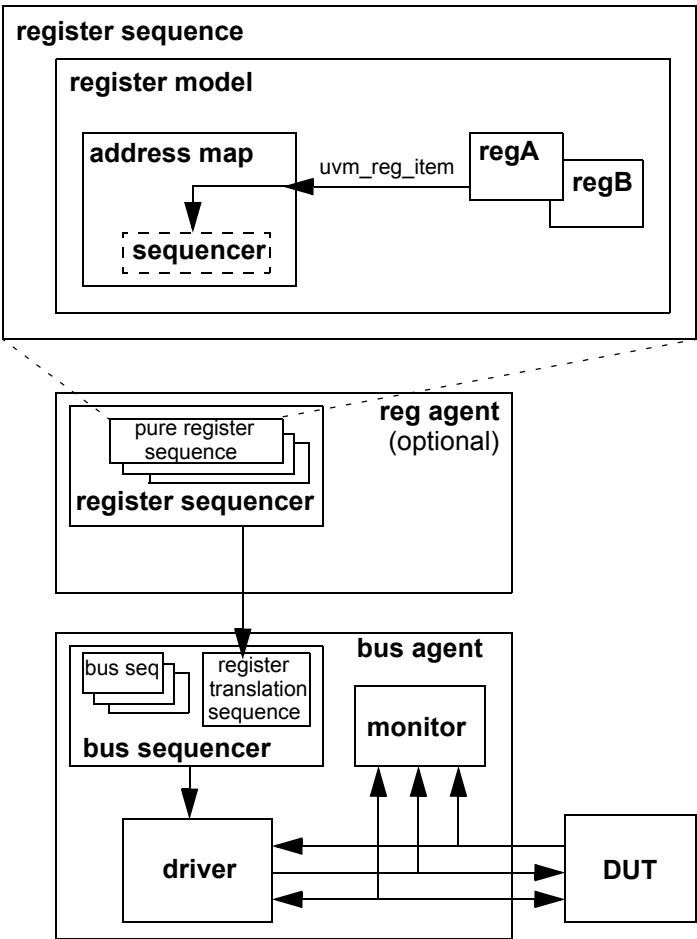 register sequence
register model
address map
uvm_reg_item
regA
regB
sequencer
reg agent
(optional)
pure register
sequence
register sequencer
bus agent
bus seq
register
translation
sequence
bus sequencer
monitor
driver
DUT